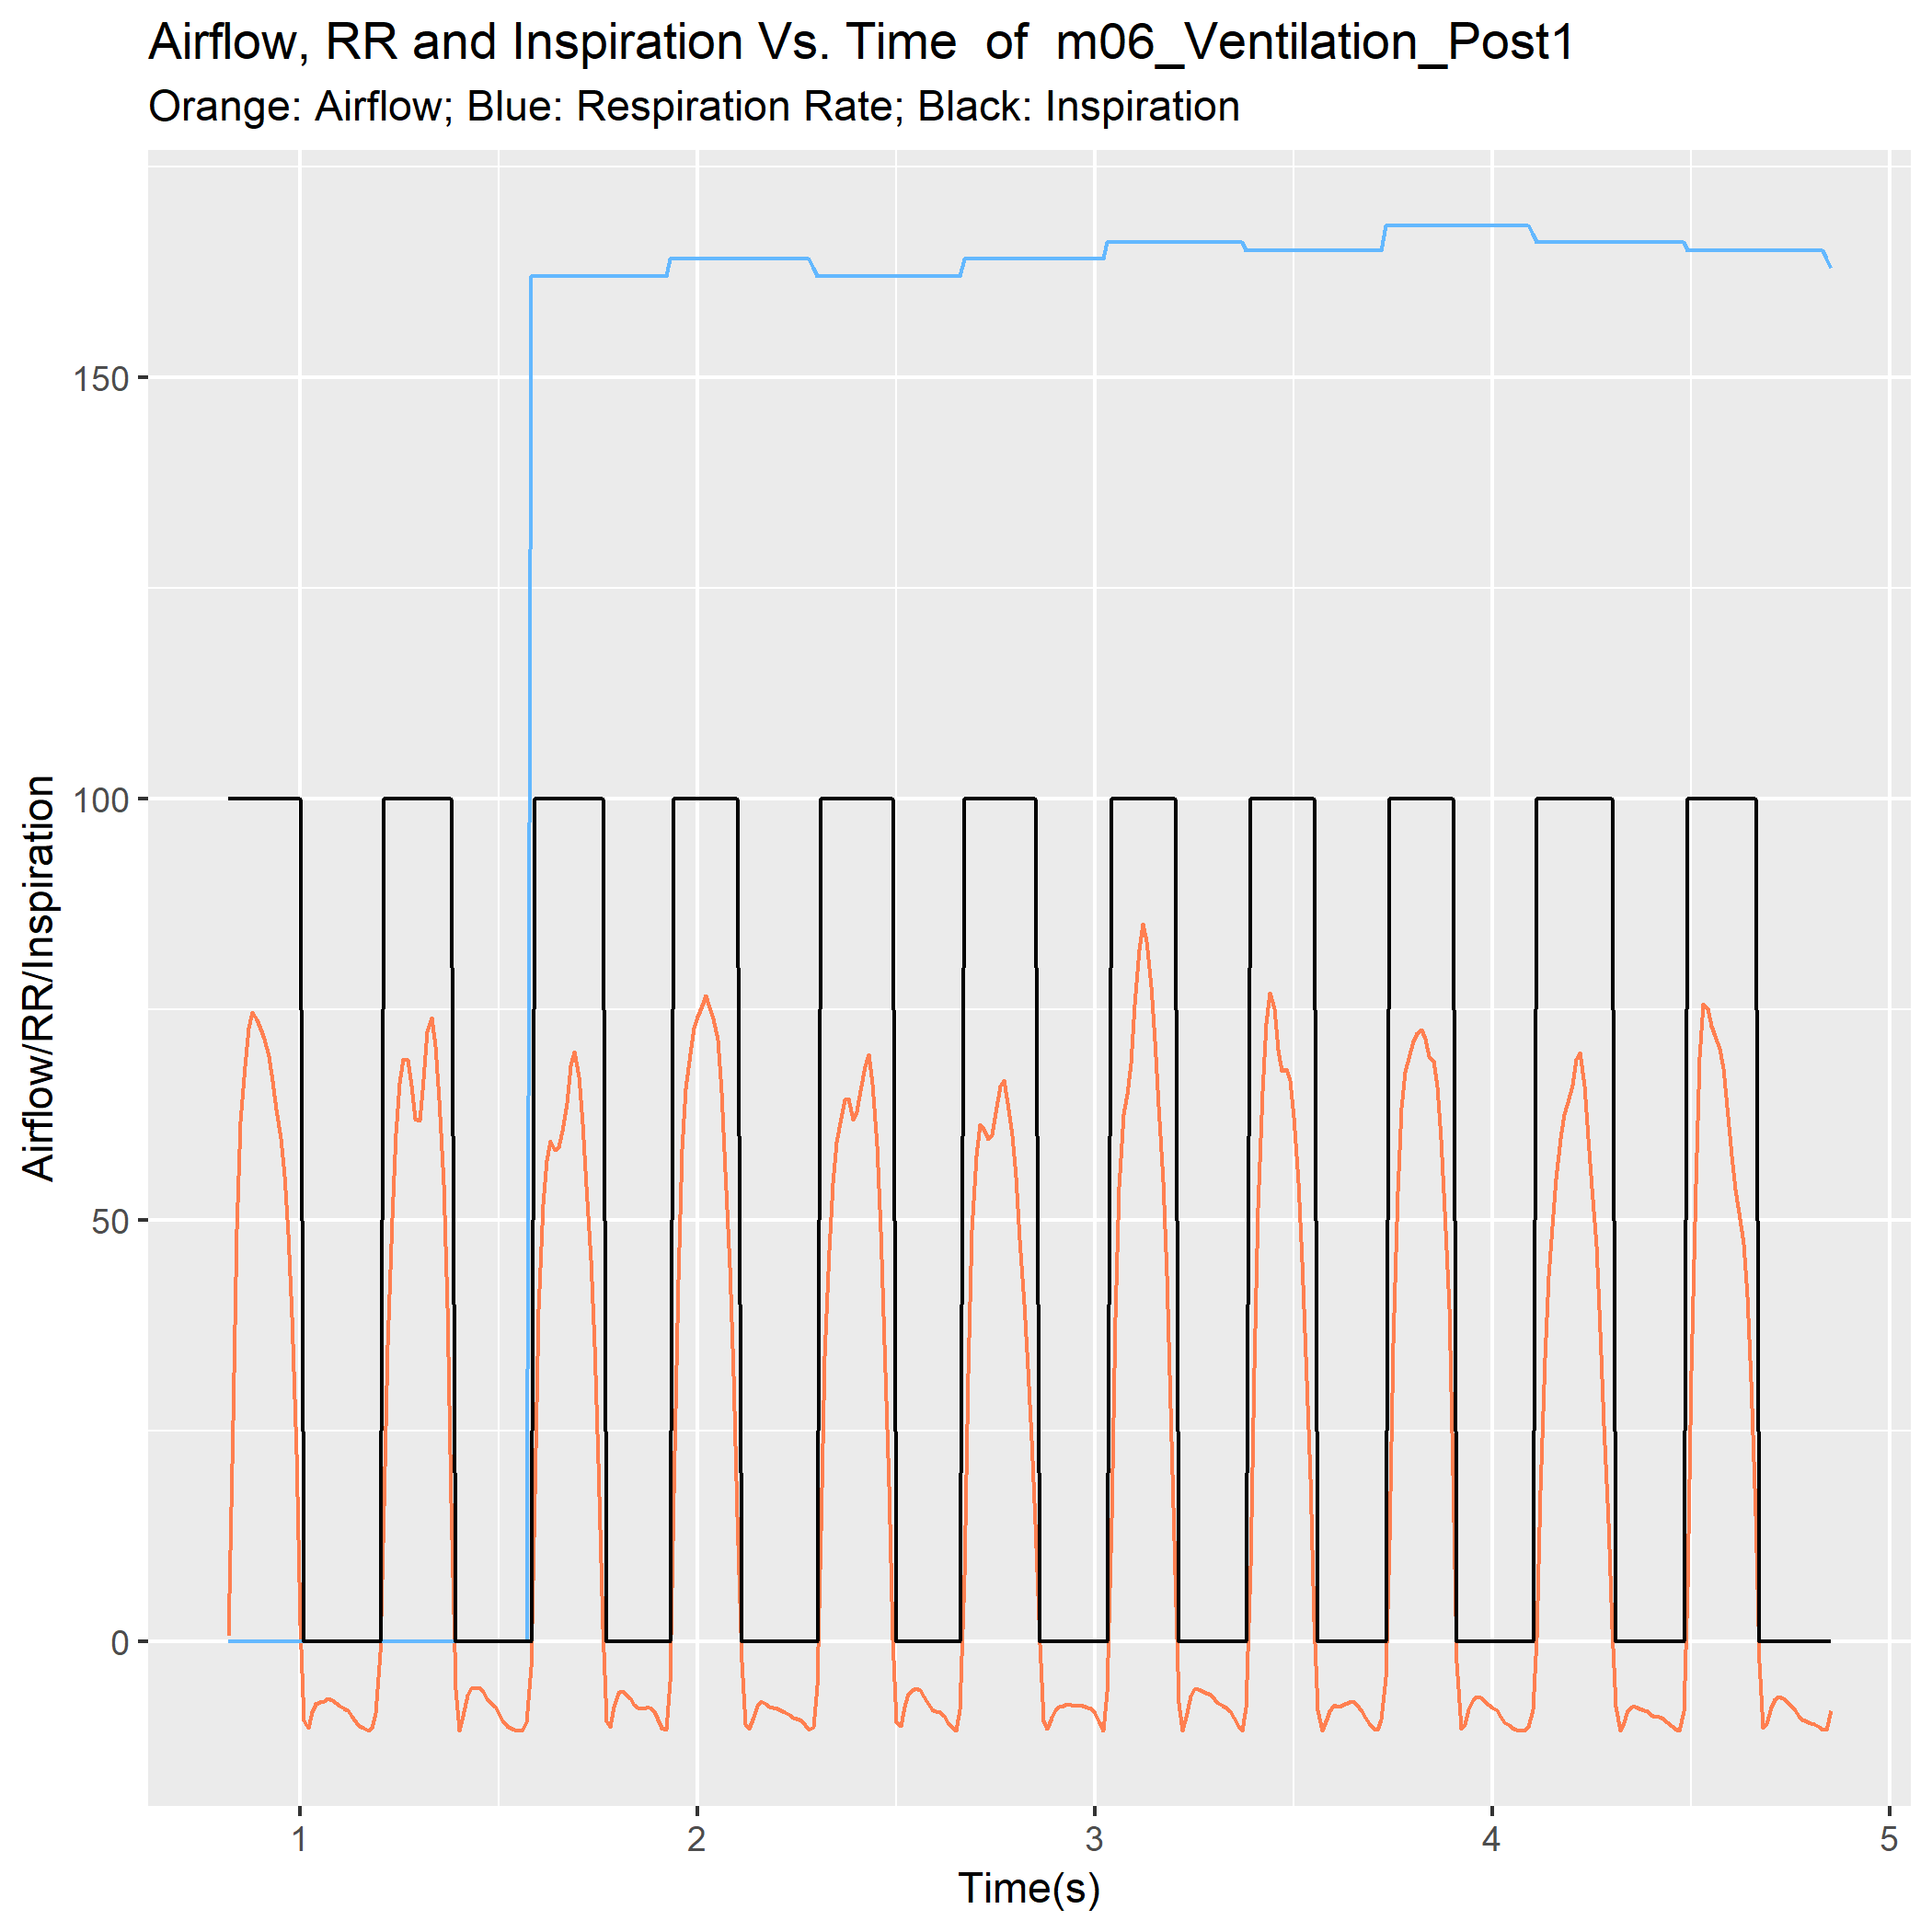 Airflow, RR and Inspiration Vs. Time  of  m06_Ventilation_Post1
Orange: Airflow; Blue: Respiration Rate; Black: Inspiration
Airflow/RR/Inspiration
150
100
50
0
1 2 3 4 5
Time(s)